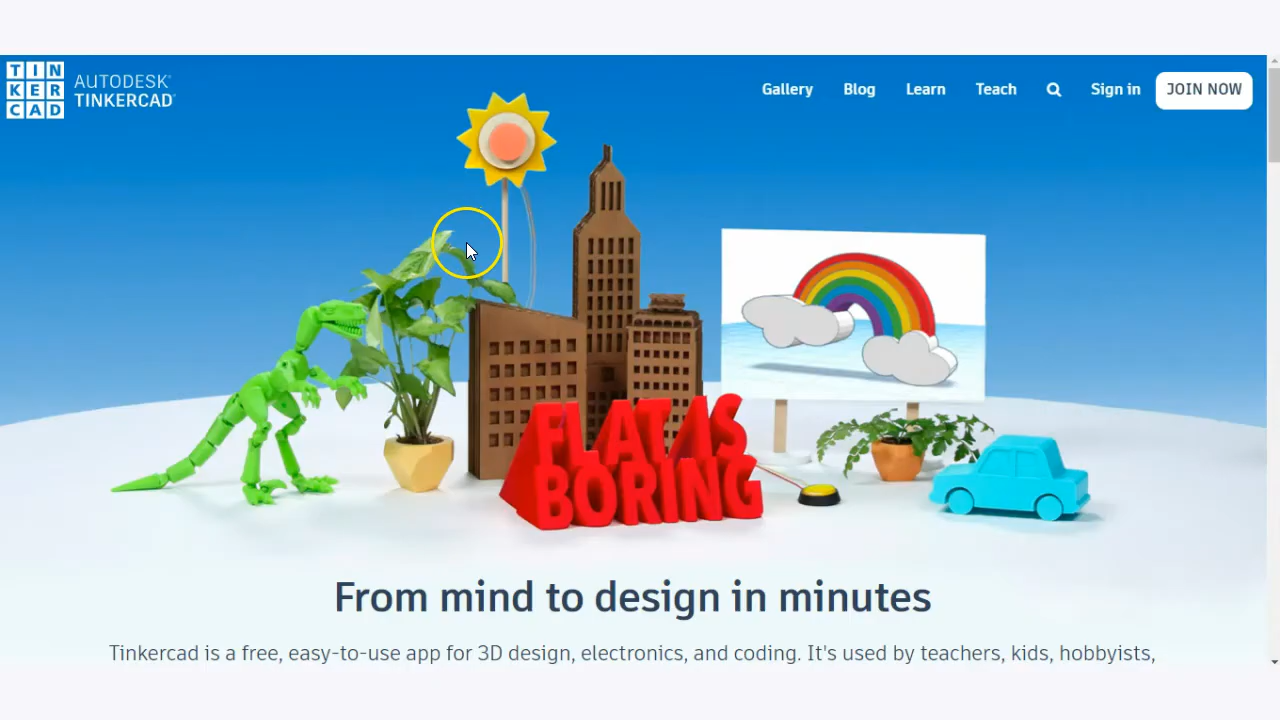 TIN
KER
CAD
AUTODESK®
TINKERCAD®
Gallery
Blog
Learn
Teach
Sign in
JOIN NOW
FLAT IS
BORING
From mind to design in minutes
Tinkercad is a free, easy-to-use app for 3D design, electronics, and coding. It's used by teachers, kids, hobbyists,